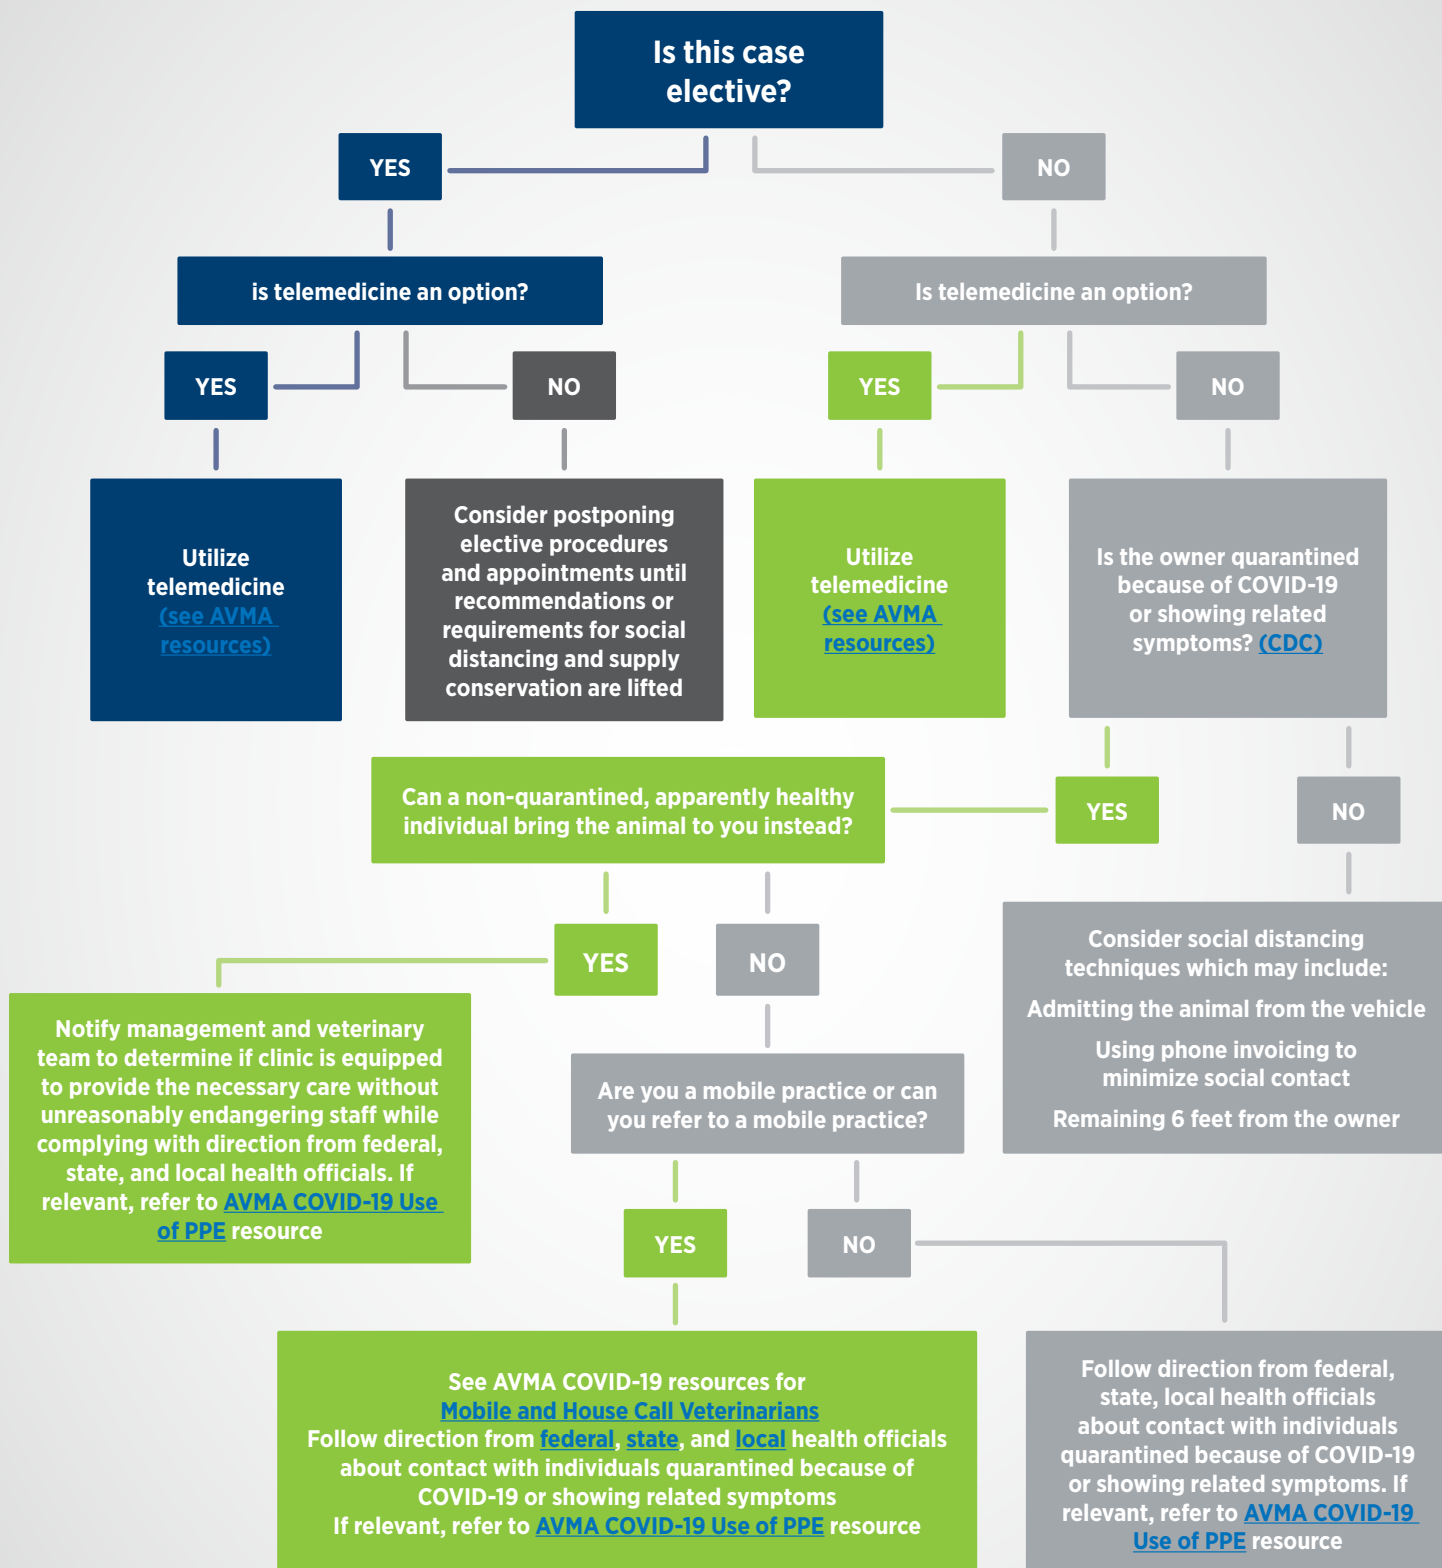 Is this case
elective?
YES
NO
is telemedicine an option?
Is telemedicine an option?
YES
NO
YES
NO
Utilize
telemedicine
(see AVMA
resources)
Consider postponing
elective procedures
and appointments until
recommendations or
requirements for social
distancing and supply
conservation are lifted
Utilize
telemedicine
(see AVMA
resources)
Is the owner quarantined
because of COVID-19
or showing related
symptoms? (CDC)
Can a non-quarantined, apparently healthy
individual bring the animal to you instead?
YES
NO
YES
NO
Consider social distancing
techniques which may include:
Admitting the animal from the vehicle
Using phone invoicing to
minimize social contact
Remaining 6 feet from the owner
Notify management and veterinary
team to determine if clinic is equipped
to provide the necessary care without
unreasonably endangering staff while
complying with direction from federal,
state, and local health officials. If
relevant, refer to AVMA COVID-19 Use
of PPE resource
Are you a mobile practice or can
you refer to a mobile practice?
YES
NO
See AVMA COVID-19 resources for
Mobile and House Call Veterinarians
Follow direction from federal, state, and local health officials
about contact with individuals quarantined because of
COVID-19 or showing related symptoms
If relevant, refer to AVMA COVID-19 Use of PPE resource
Follow direction from federal,
state, local health officials
about contact with individuals
quarantined because of COVID-19
or showing related symptoms. If
relevant, refer to AVMA COVID-19
Use of PPE resource